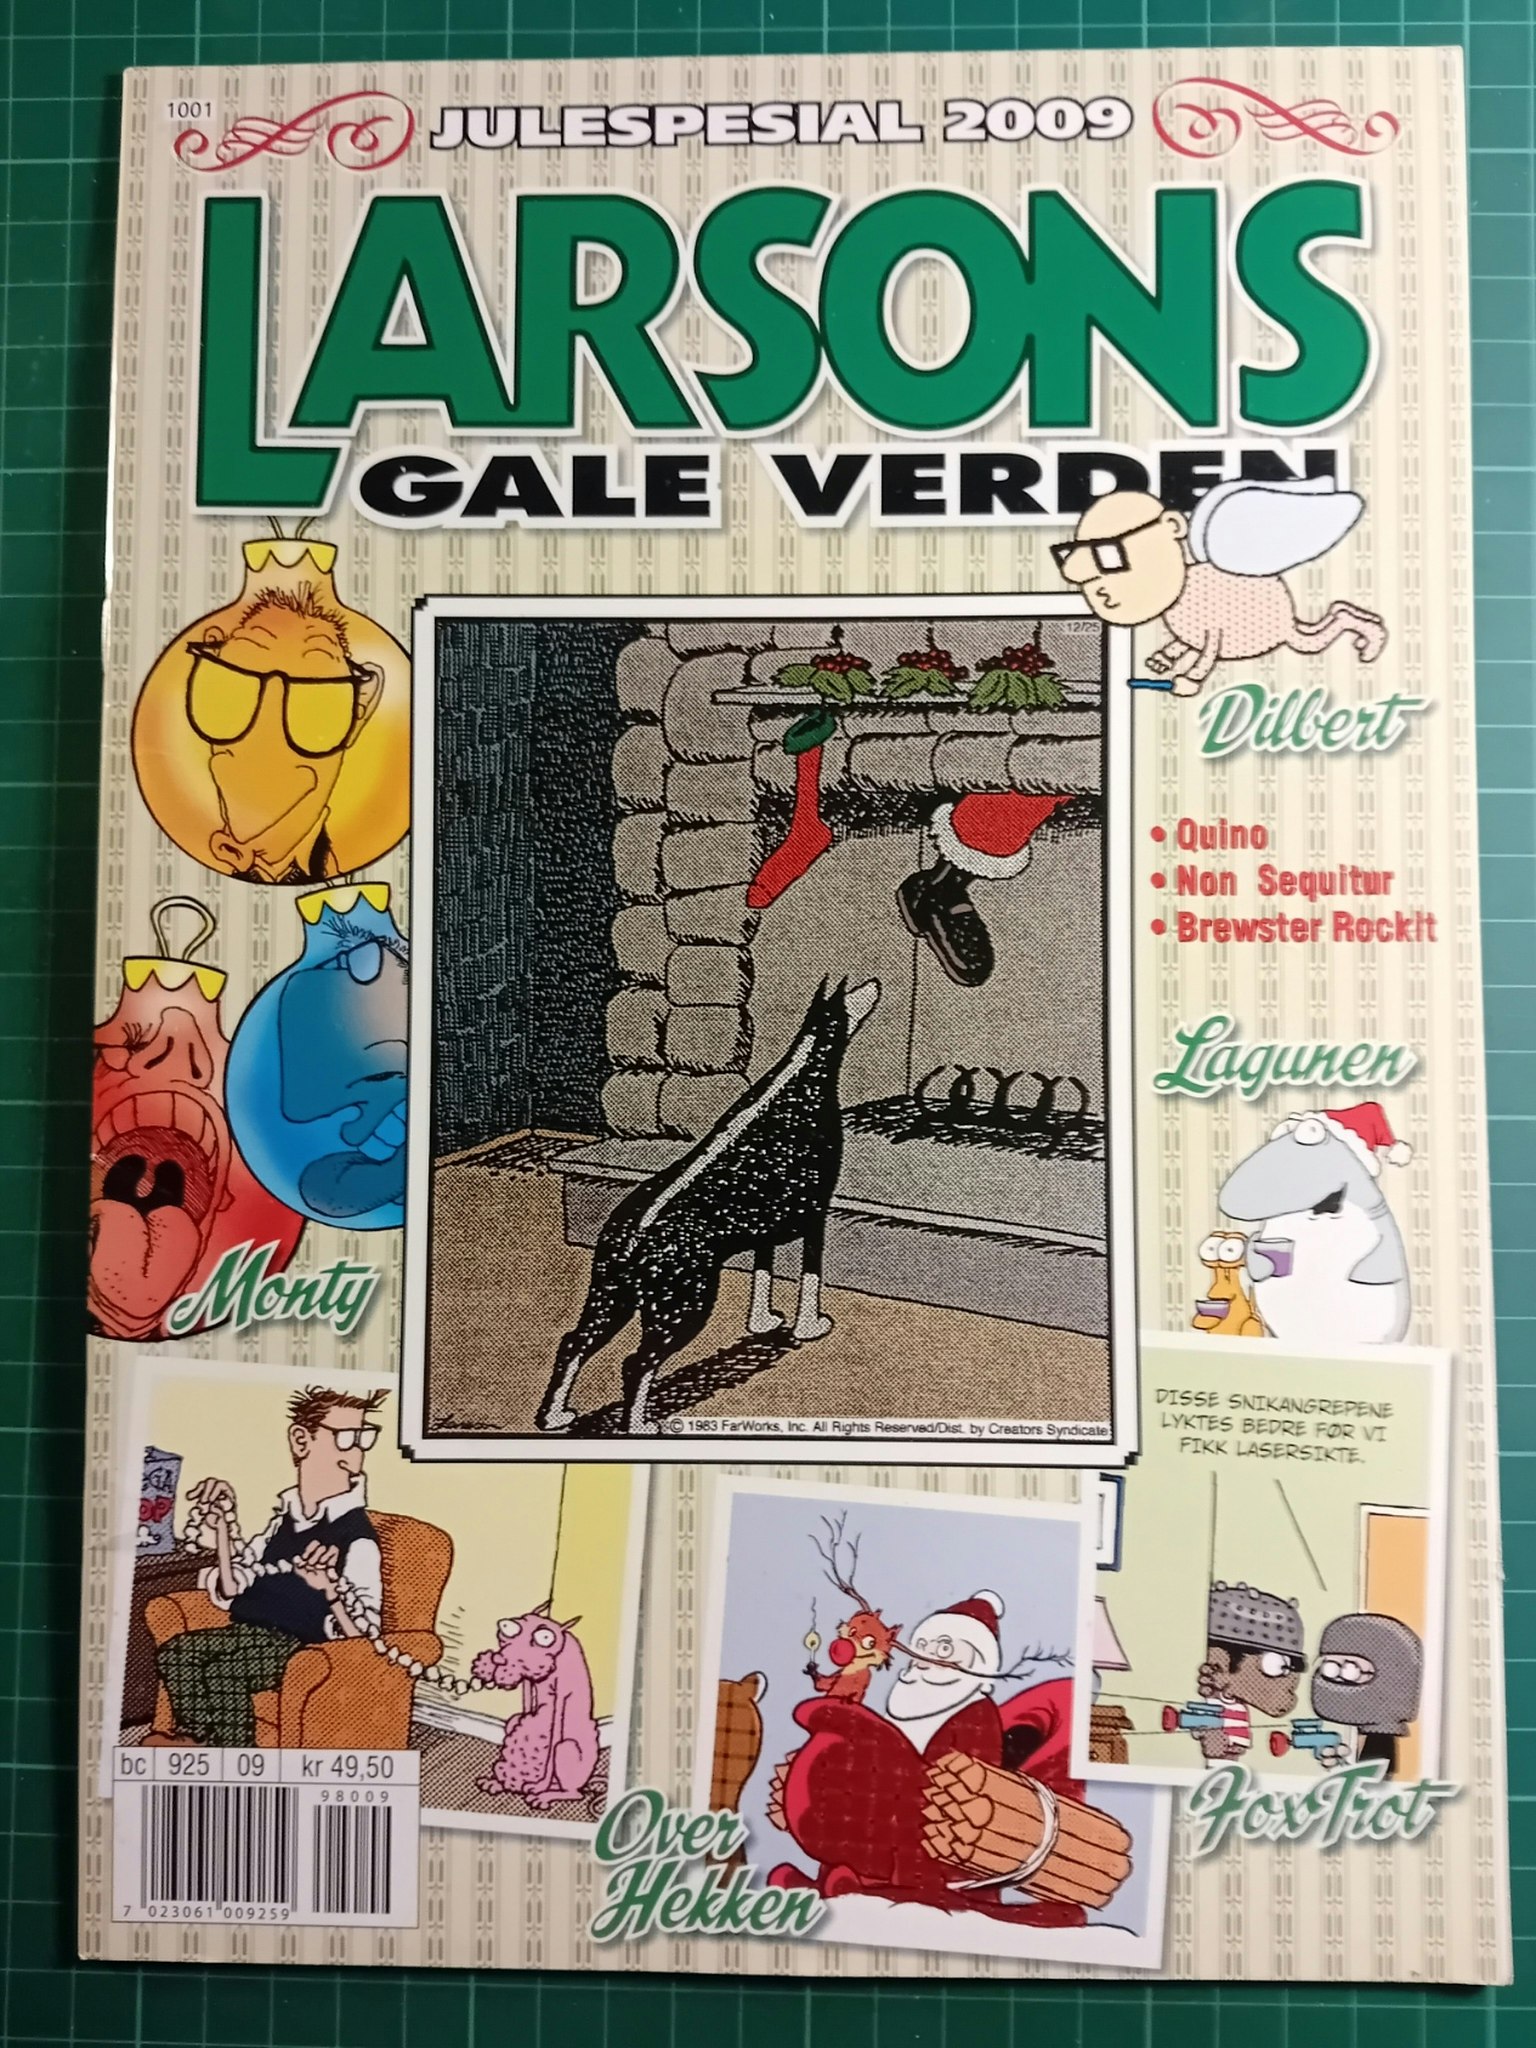 1001
JULESPESIAL 2009
LARSONS
GALE VERDEN
12/25
Dilbert
• Quino
• Non Sequitur
• Brewster Rockit
Lagunen
Monty
Larson
© 1983 FarWorks, Inc. All Rights Reserved/Dist. by Creators Syndicate
DISSE SNIKANGREPENE
LYKTES BEDRE FØR VI
FIKK LASERSIKTE.
FoxTrot
Over
Hekken
bc 925 09 kr 49,50
98009
7 023061 009259